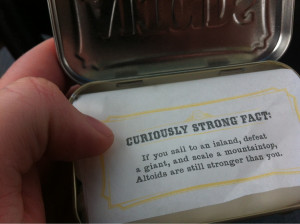 ALTOIDS
CURIOUSLY STRONG FACT:
If you sail to an island, defeat
a giant, and scale a mountaintop,
Altoids are still stronger than you.